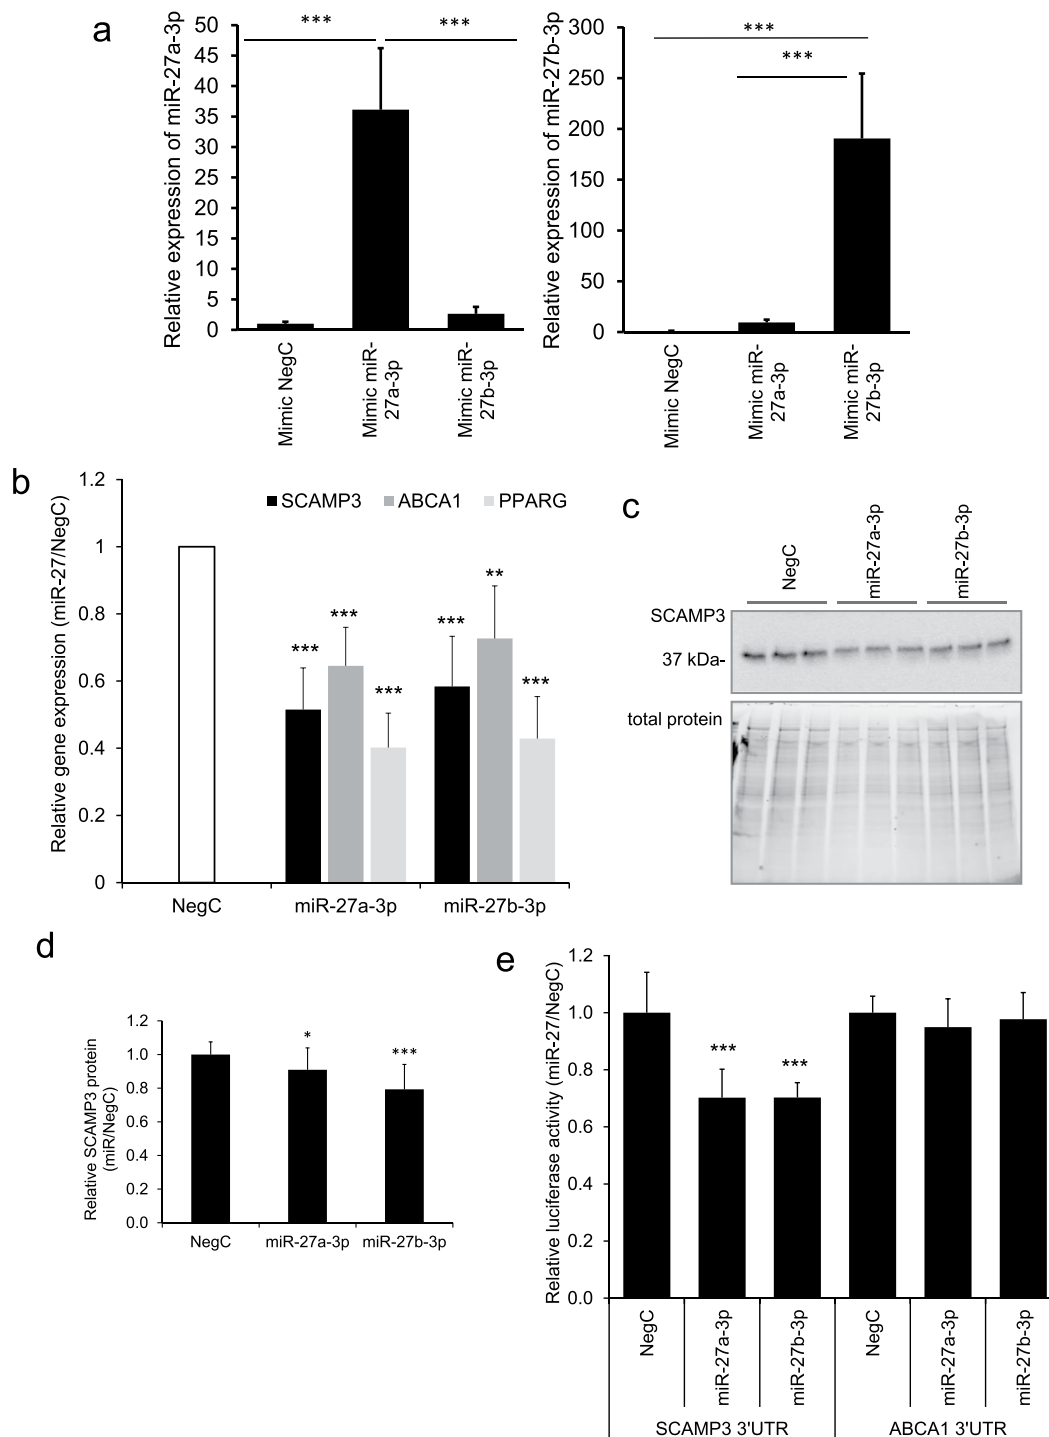 a
Relative expression of miR-27a-3p
50
45
40
35
30
25
20
15
10
5
0
***
***
Mimic NegC
Mimic miR-
27a-3p
Mimic miR-
27b-3p
Relative expression of miR-27b-3p
300
250
200
150
100
50
0
***
***
Mimic NegC
Mimic miR-
27a-3p
Mimic miR-
27b-3p
b
Relative gene expression (miR-27/NegC)
1.2
1
0.8
0.6
0.4
0.2
0
SCAMP3 ABCA1 PPARG
***
***
***
***
**
***
NegC miR-27a-3p miR-27b-3p
c
NegC
miR-27a-3p
miR-27b-3p
SCAMP3
37 kDa-
total protein
d
Relative SCAMP3 protein
(miR/NegC)
1.2
1.0
0.8
0.6
0.4
0.2
0.0
*
***
NegC miR-27a-3p miR-27b-3p
e
Relative luciferase activity (miR-27/NegC)
1.2
1.0
0.8
0.6
0.4
0.2
0.0
***
***
NegC
miR-27a-3p
miR-27b-3p
NegC
miR-27a-3p
miR-27b-3p
SCAMP3 3'UTR ABCA1 3'UTR